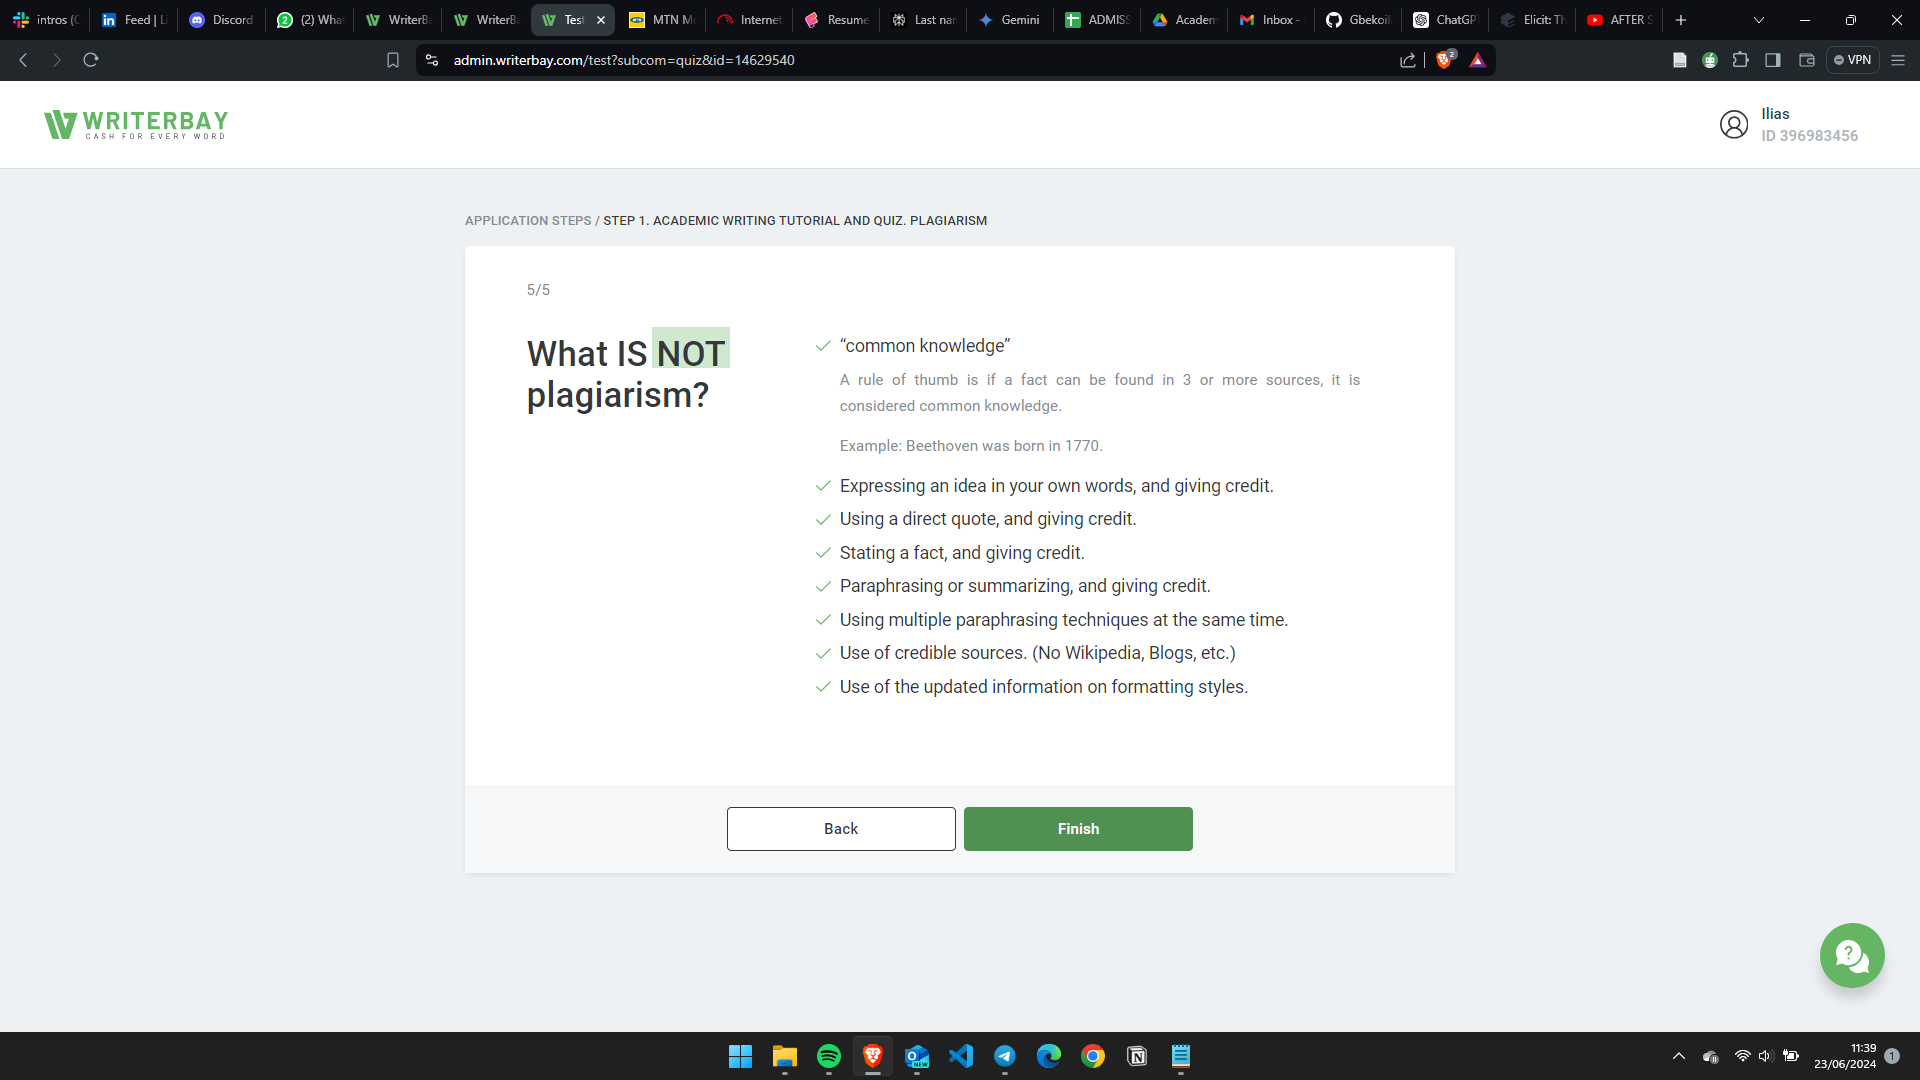 intros (
Feed | L
Discord
(2) Wha
WriterB
WriterB
Test
MTN M
Internet
Resume
Last na
Gemini
ADMISS
Academ
Inbox -
Gbekoil
ChatGP
Elicit: Th
AFTER S
admin.writerbay.com/test?subcom=quiz&id=14629540
2
VPN
WRITERBAY
CASH FOR EVERY WORD
Ilias
ID 396983456
APPLICATION STEPS / STEP 1. ACADEMIC WRITING TUTORIAL AND QUIZ. PLAGIARISM
5/5
What IS NOT
plagiarism?
“common knowledge”
A rule of thumb is if a fact can be found in 3 or more sources, it is
considered common knowledge.
Example: Beethoven was born in 1770.
Expressing an idea in your own words, and giving credit.
Using a direct quote, and giving credit.
Stating a fact, and giving credit.
Paraphrasing or summarizing, and giving credit.
Using multiple paraphrasing techniques at the same time.
Use of credible sources. (No Wikipedia, Blogs, etc.)
Use of the updated information on formatting styles.
Back
Finish
NEW
11:39
23/06/2024
1